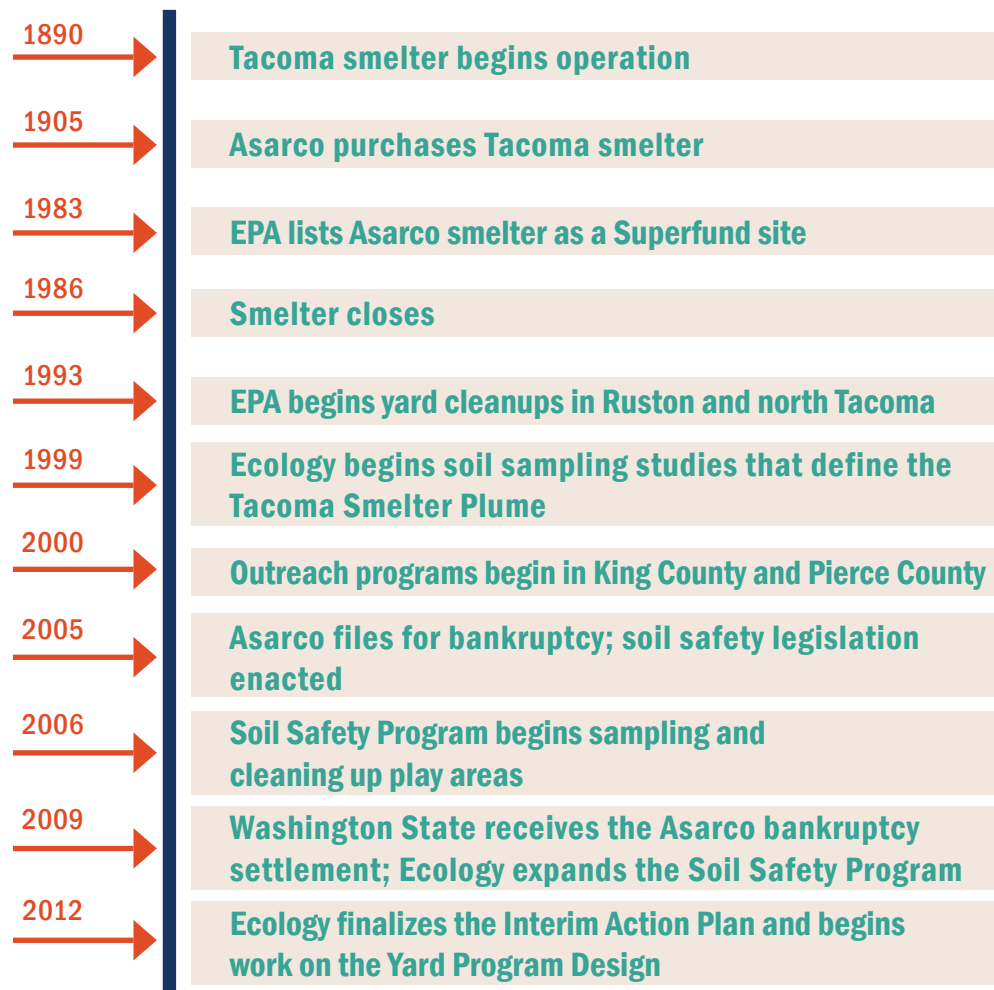 1890
Tacoma smelter begins operation
1905
Asarco purchases Tacoma smelter
1983
EPA lists Asarco smelter as a Superfund site
1986
Smelter closes
1993
EPA begins yard cleanups in Ruston and north Tacoma
1999
Ecology begins soil sampling studies that define the
Tacoma Smelter Plume
2000
Outreach programs begin in King County and Pierce County
2005
Asarco files for bankruptcy; soil safety legislation
enacted
2006
Soil Safety Program begins sampling and
cleaning up play areas
2009
Washington State receives the Asarco bankruptcy
settlement; Ecology expands the Soil Safety Program
2012
Ecology finalizes the Interim Action Plan and begins
work on the Yard Program Design